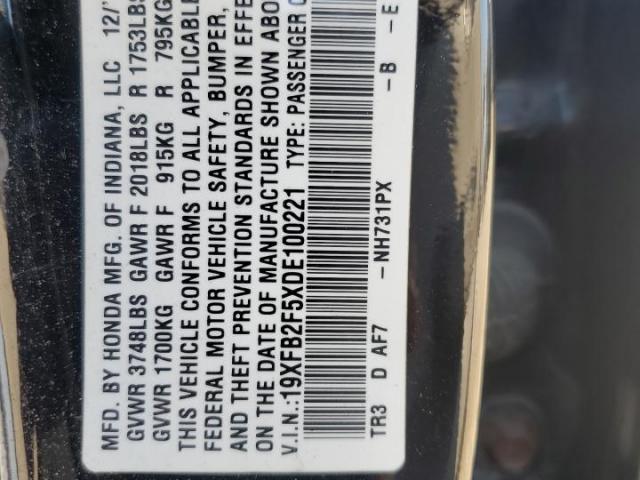 MFD. BY HONDA MFG. OF INDIANA, LLC 12/
GVWR 3748LBS GAWR F 2018LBS R 1753LBS
GVWR 1700KG GAWR F 915KG R 795KG
THIS VEHICLE CONFORMS TO ALL APPLICABLE
FEDERAL MOTOR VEHICLE SAFETY, BUMPER,
AND THEFT PREVENTION STANDARDS IN EFFE
ON THE DATE OF MANUFACTURE SHOWN ABO
V.I.N.:19XFB2F5XDE100221 TYPE: PASSENGER
TR3 D AF7 -NH731PX -B -E